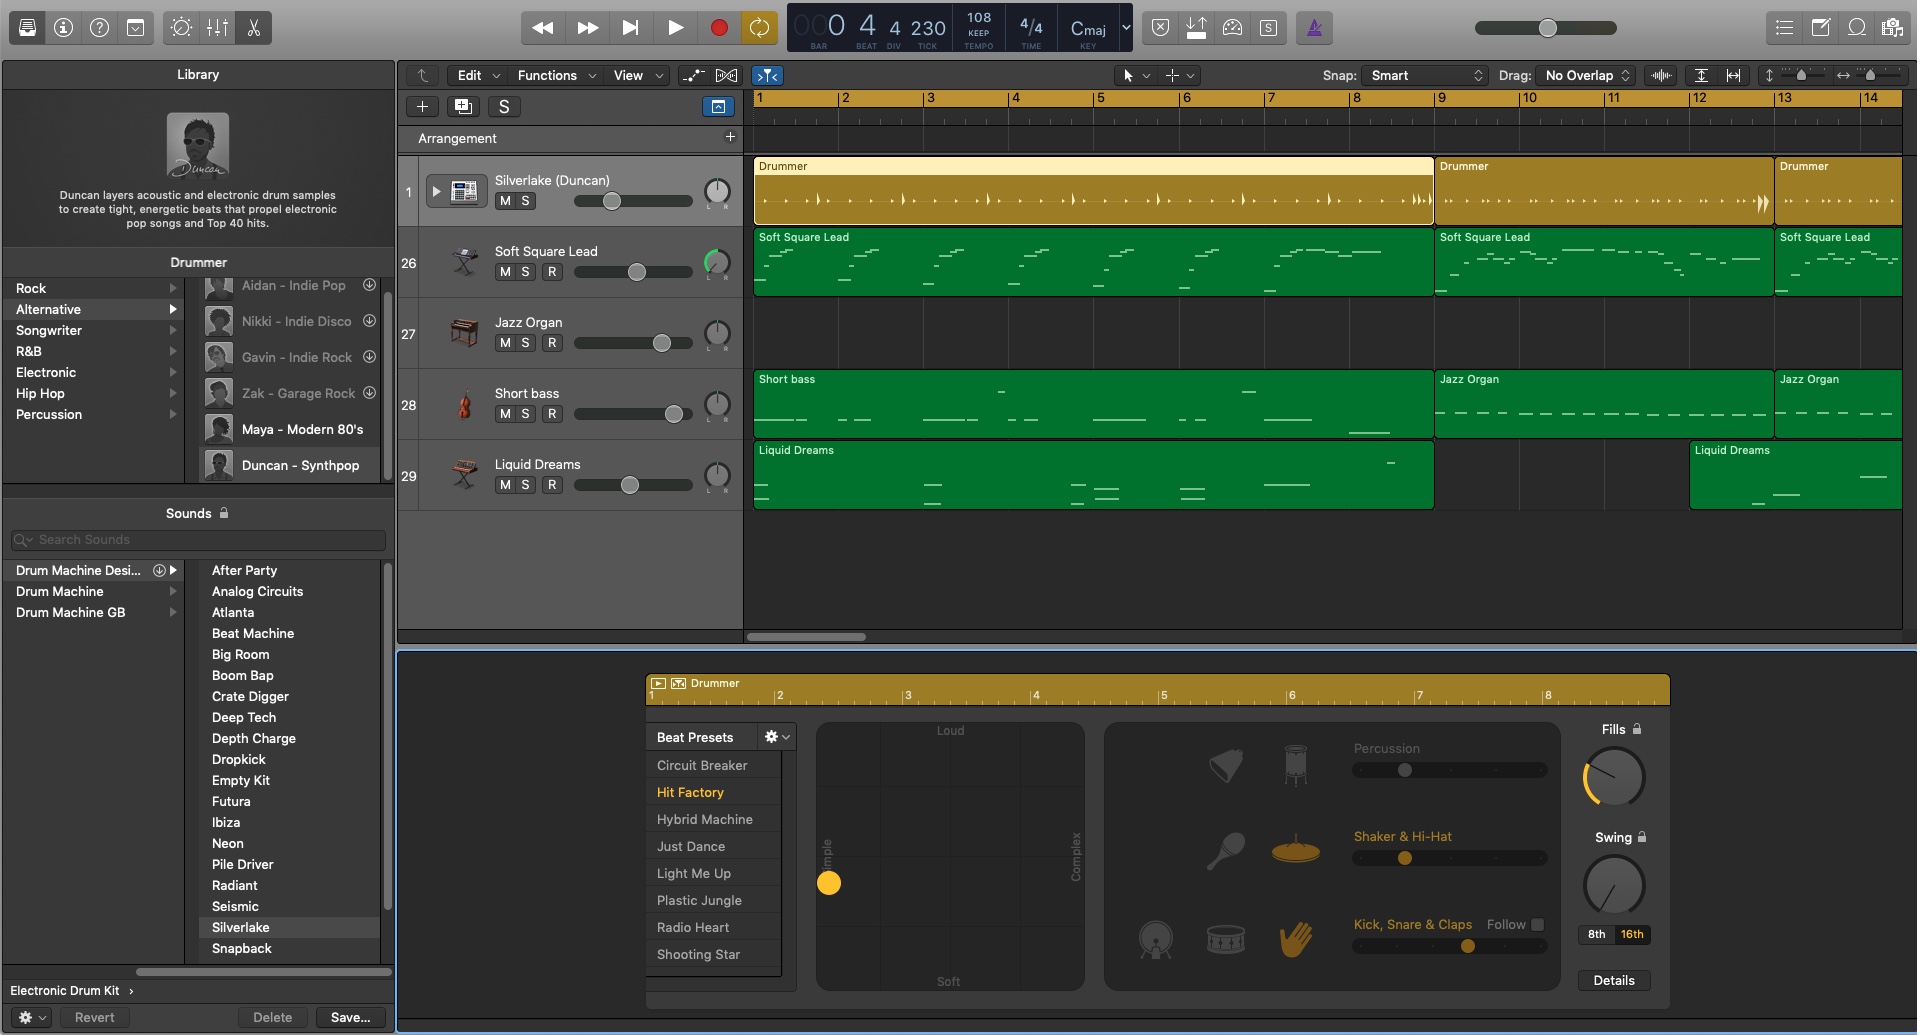 0 4 4 230
BAR BEAT DIV TICK
108
KEEP
TEMPO
4/4
TIME
Cmaj
KEY
S
Library
Duncan
Duncan layers acoustic and electronic drum samples
to create tight, energetic beats that propel electronic
pop songs and Top 40 hits.
Drummer
Rock
Alternative
Songwriter
R&B
Electronic
Hip Hop
Percussion
Aidan - Indie Pop
Nikki - Indie Disco
Gavin - Indie Rock
Zak - Garage Rock
Maya - Modern 80's
Duncan - Synthpop
Sounds
Search Sounds
Drum Machine Desi...
Drum Machine
Drum Machine GB
After Party
Analog Circuits
Atlanta
Beat Machine
Big Room
Boom Bap
Crate Digger
Deep Tech
Depth Charge
Dropkick
Empty Kit
Futura
Ibiza
Neon
Pile Driver
Radiant
Seismic
Silverlake
Snapback
Electronic Drum Kit ›
Revert Delete Save...
Edit Functions View
Snap: Smart Drag: No Overlap
S
1 2 3 4 5 6 7 8 9 10 11 12 13 14
Arrangement
1 Silverlake (Duncan)
M S
L R
Drummer Drummer Drummer
26 Soft Square Lead
M S R
L R
Soft Square Lead Soft Square Lead Soft Square Lead
27 Jazz Organ
M S R
L R
28 Short bass
M S R
L R
Short bass Jazz Organ Jazz Organ
29 Liquid Dreams
M S R
L R
Liquid Dreams Liquid Dreams
Drummer
1 2 3 4 5 6 7 8
Beat Presets
Circuit Breaker
Hit Factory
Hybrid Machine
Just Dance
Light Me Up
Plastic Jungle
Radio Heart
Shooting Star
Loud
Simple
Complex
Soft
Percussion
Shaker & Hi-Hat
Kick, Snare & Claps Follow
Fills
Swing
8th 16th
Details